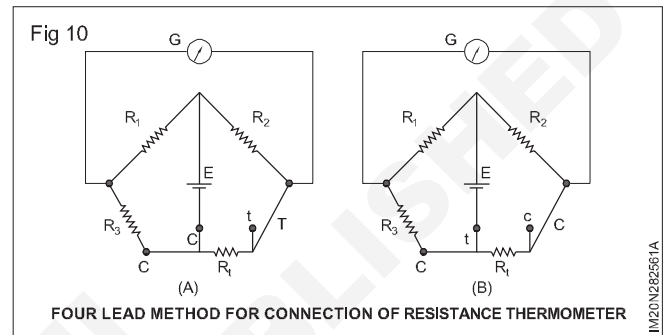 Fig 10
G
R1
R2
E
R3
C
t
T
C
Rt
(A)
G
R1
R2
E
R3
t
c
C
C
Rt
(B)
FOUR LEAD METHOD FOR CONNECTION OF RESISTANCE THERMOMETER
IM20N282561A